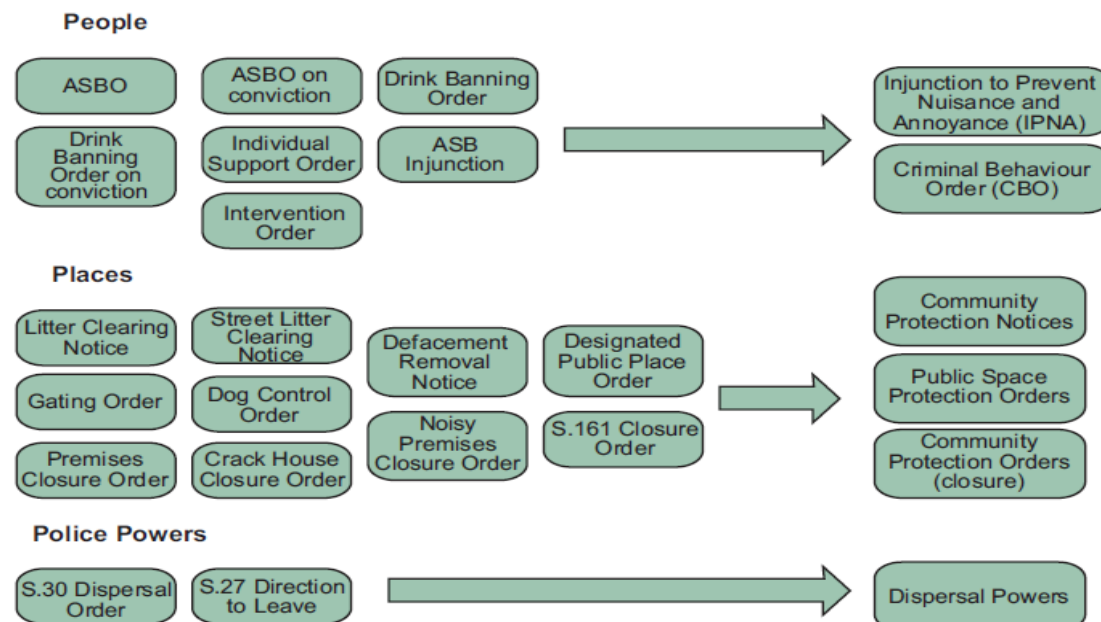 People
ASBO
ASBO on
conviction
Drink Banning
Order
Drink
Banning
Order on
conviction
Individual
Support Order
ASB
Injunction
Intervention
Order
Injunction to Prevent
Nuisance and
Annoyance (IPNA)
Criminal Behaviour
Order (CBO)
Places
Litter Clearing
Notice
Street Litter
Clearing
Notice
Defacement
Removal
Notice
Designated
Public Place
Order
Gating Order
Dog Control
Order
Noisy
Premises
Closure Order
S.161 Closure
Order
Premises
Closure Order
Crack House
Closure Order
Community
Protection Notices
Public Space
Protection Orders
Community
Protection Orders
(closure)
Police Powers
S.30 Dispersal
Order
S.27 Direction
to Leave
Dispersal Powers